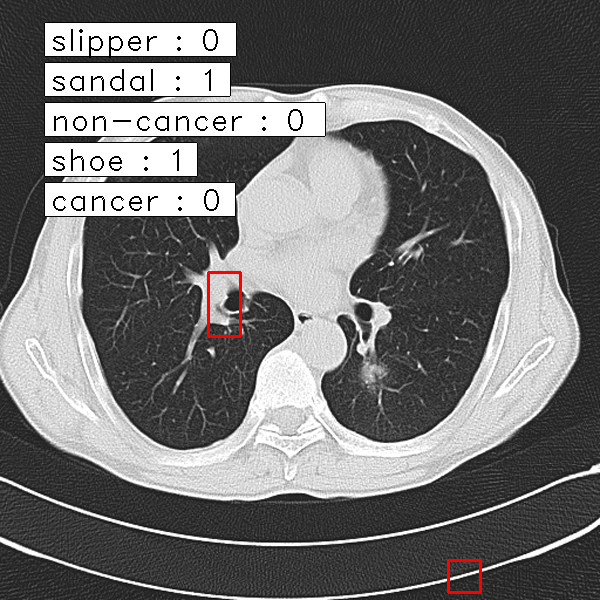 slipper : 0
sandal : 1
non-cancer : 0
shoe : 1
cancer : 0